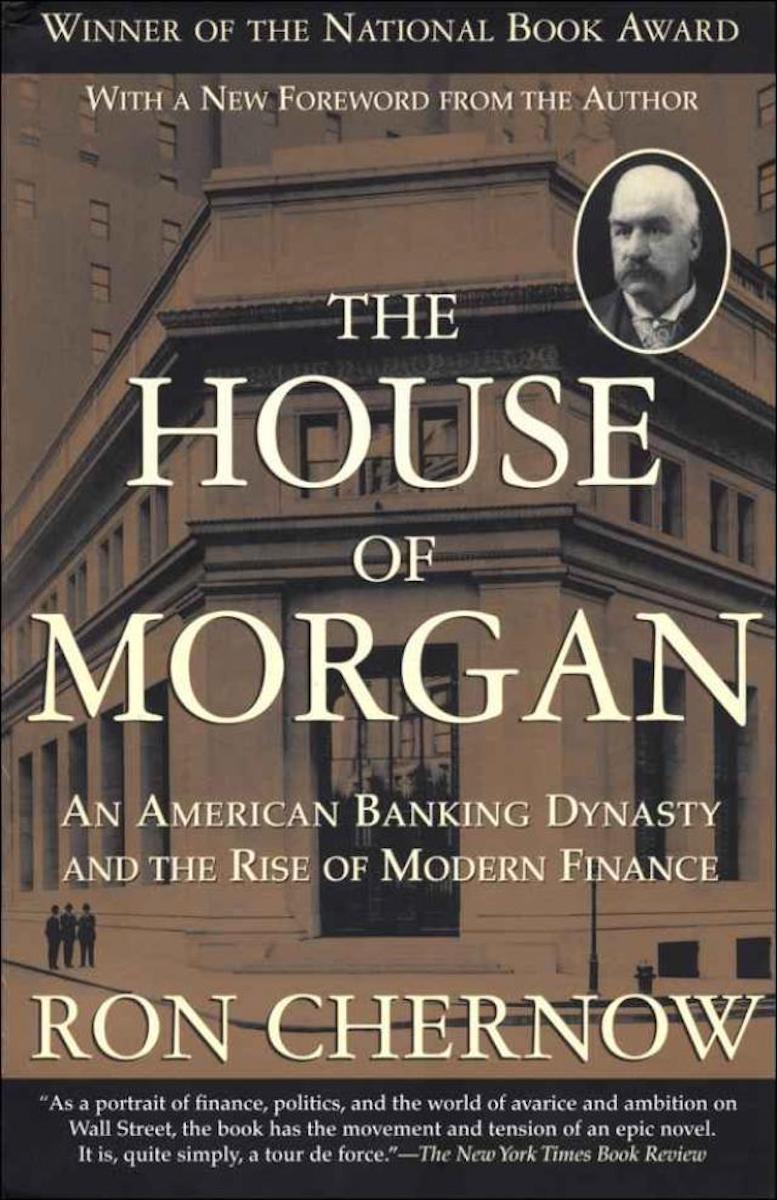 WINNER OF THE NATIONAL BOOK AWARD
WITH A NEW FOREWORD FROM THE AUTHOR
THE
HOUSE
OF
MORGAN
AN AMERICAN BANKING DYNASTY
AND THE RISE OF MODERN FINANCE
RON CHERNOW
“As a portrait of finance, politics, and the world of avarice and ambition on
Wall Street, the book has the movement and tension of an epic novel.
It is, quite simply, a tour de force.”—The New York Times Book Review